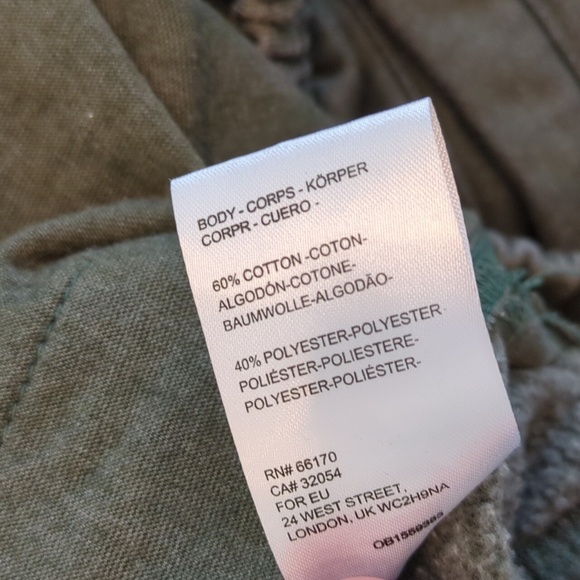 BODY - CORPS - KÖRPER
CORPR - CUERO -
60% COTTON -COTON-
ALGODÓN-COTONE-
BAUMWOLLE-ALGODÃO-
40% POLYESTER-POLYESTER-
POLIÉSTER-POLIESTERE-
POLYESTER-POLIÉSTER-
RN# 66170
CA# 32054
FOR EU
24 WEST STREET,
LONDON, UK WC2H9NA